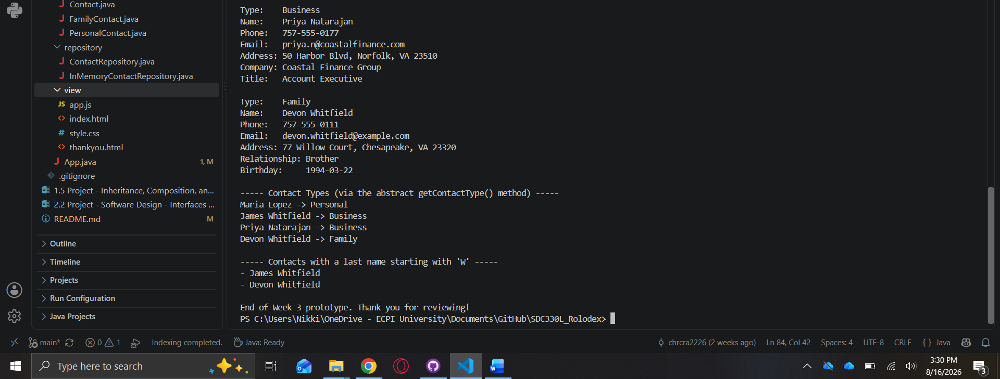 Contact.java
FamilyContact.java
PersonalContact.java
repository
ContactRepository.java
InMemoryContactRepository.java
view
JS app.js
<> index.html
# style.css
<> thankyou.html
App.java 1, M
.gitignore
1.5 Project - Inheritance, Composition, an...
2.2 Project - Software Design - Interfaces ...
README.md M
Outline
Timeline
Projects
Run Configuration
Java Projects
Type:    Business
Name:    Priya Natarajan
Phone:   757-555-0177
Email:   priya.n@coastalfinance.com
Address: 50 Harbor Blvd, Norfolk, VA 23510
Company: Coastal Finance Group
Title:   Account Executive
Type:    Family
Name:    Devon Whitfield
Phone:   757-555-0111
Email:   devon.whitfield@example.com
Address: 77 Willow Court, Chesapeake, VA 23320
Relationship: Brother
Birthday:     1994-03-22
----- Contact Types (via the abstract getContactType() method) -----
Maria Lopez -> Personal
James Whitfield -> Business
Priya Natarajan -> Business
Devon Whitfield -> Family
----- Contacts with a last name starting with 'W' -----
- James Whitfield
- Devon Whitfield
End of Week 3 prototype. Thank you for reviewing!
PS C:\Users\Nikki\OneDrive - ECPI University\Documents\GitHub\SDC330L_Rolodex>
main* 0 1 Indexing completed. Java: Ready chrcra2226 (2 weeks ago) Ln 84, Col 42 Spaces: 4 UTF-8 CRLF {} Java
Type here to search
3:30 PM
8/16/2026
3